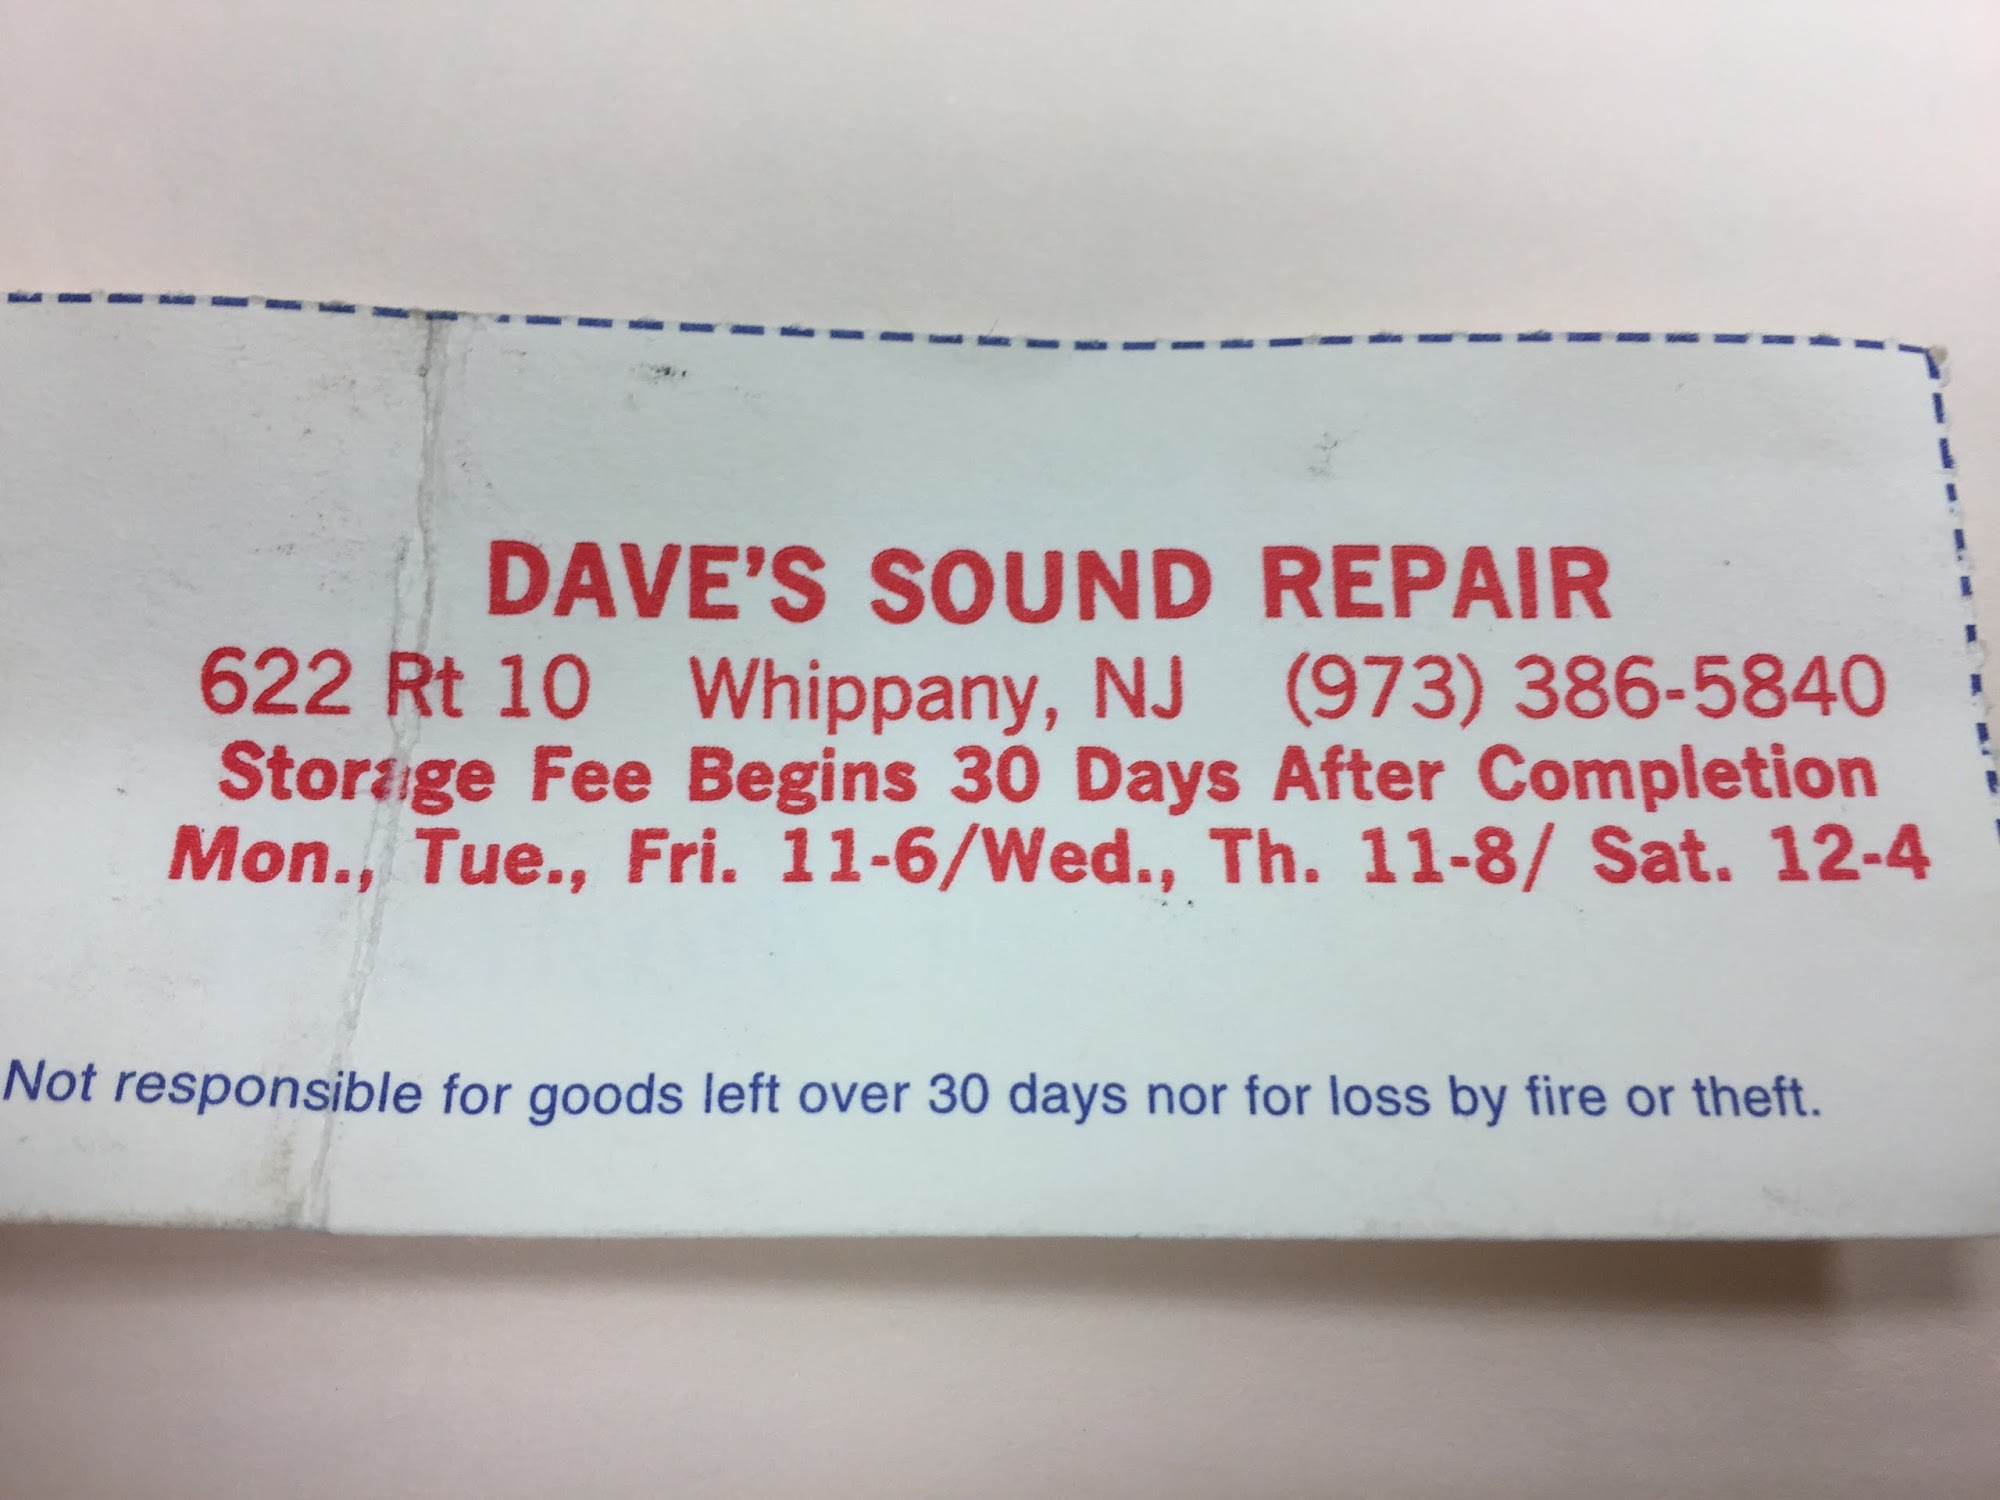 DAVE'S SOUND REPAIR
622 Rt 10 Whippany, NJ (973) 386-5840
Storage Fee Begins 30 Days After Completion
Mon., Tue., Fri. 11-6/Wed., Th. 11-8/ Sat. 12-4
Not responsible for goods left over 30 days nor for loss by fire or theft.